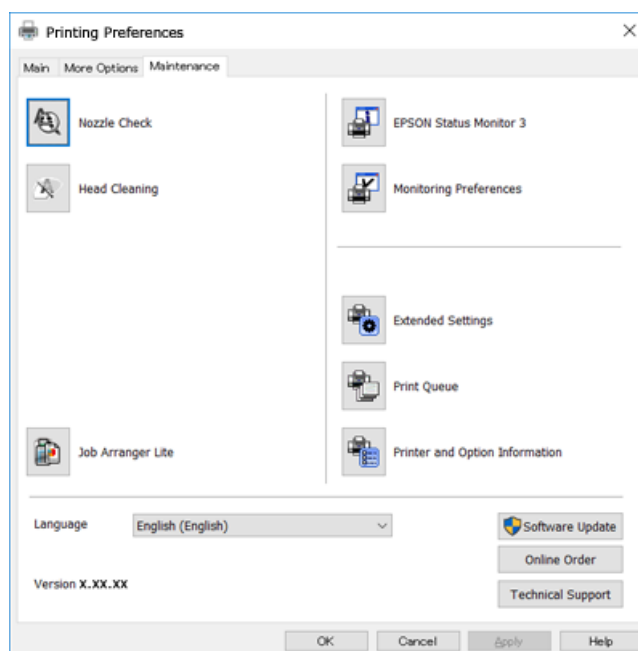 Printing Preferences
Main
More Options
Maintenance
Nozzle Check
Head Cleaning
Job Arranger Lite
EPSON Status Monitor 3
Monitoring Preferences
Extended Settings
Print Queue
Printer and Option Information
Language
English (English)
Version X.XX.XX
Software Update
Online Order
Technical Support
OK
Cancel
Apply
Help